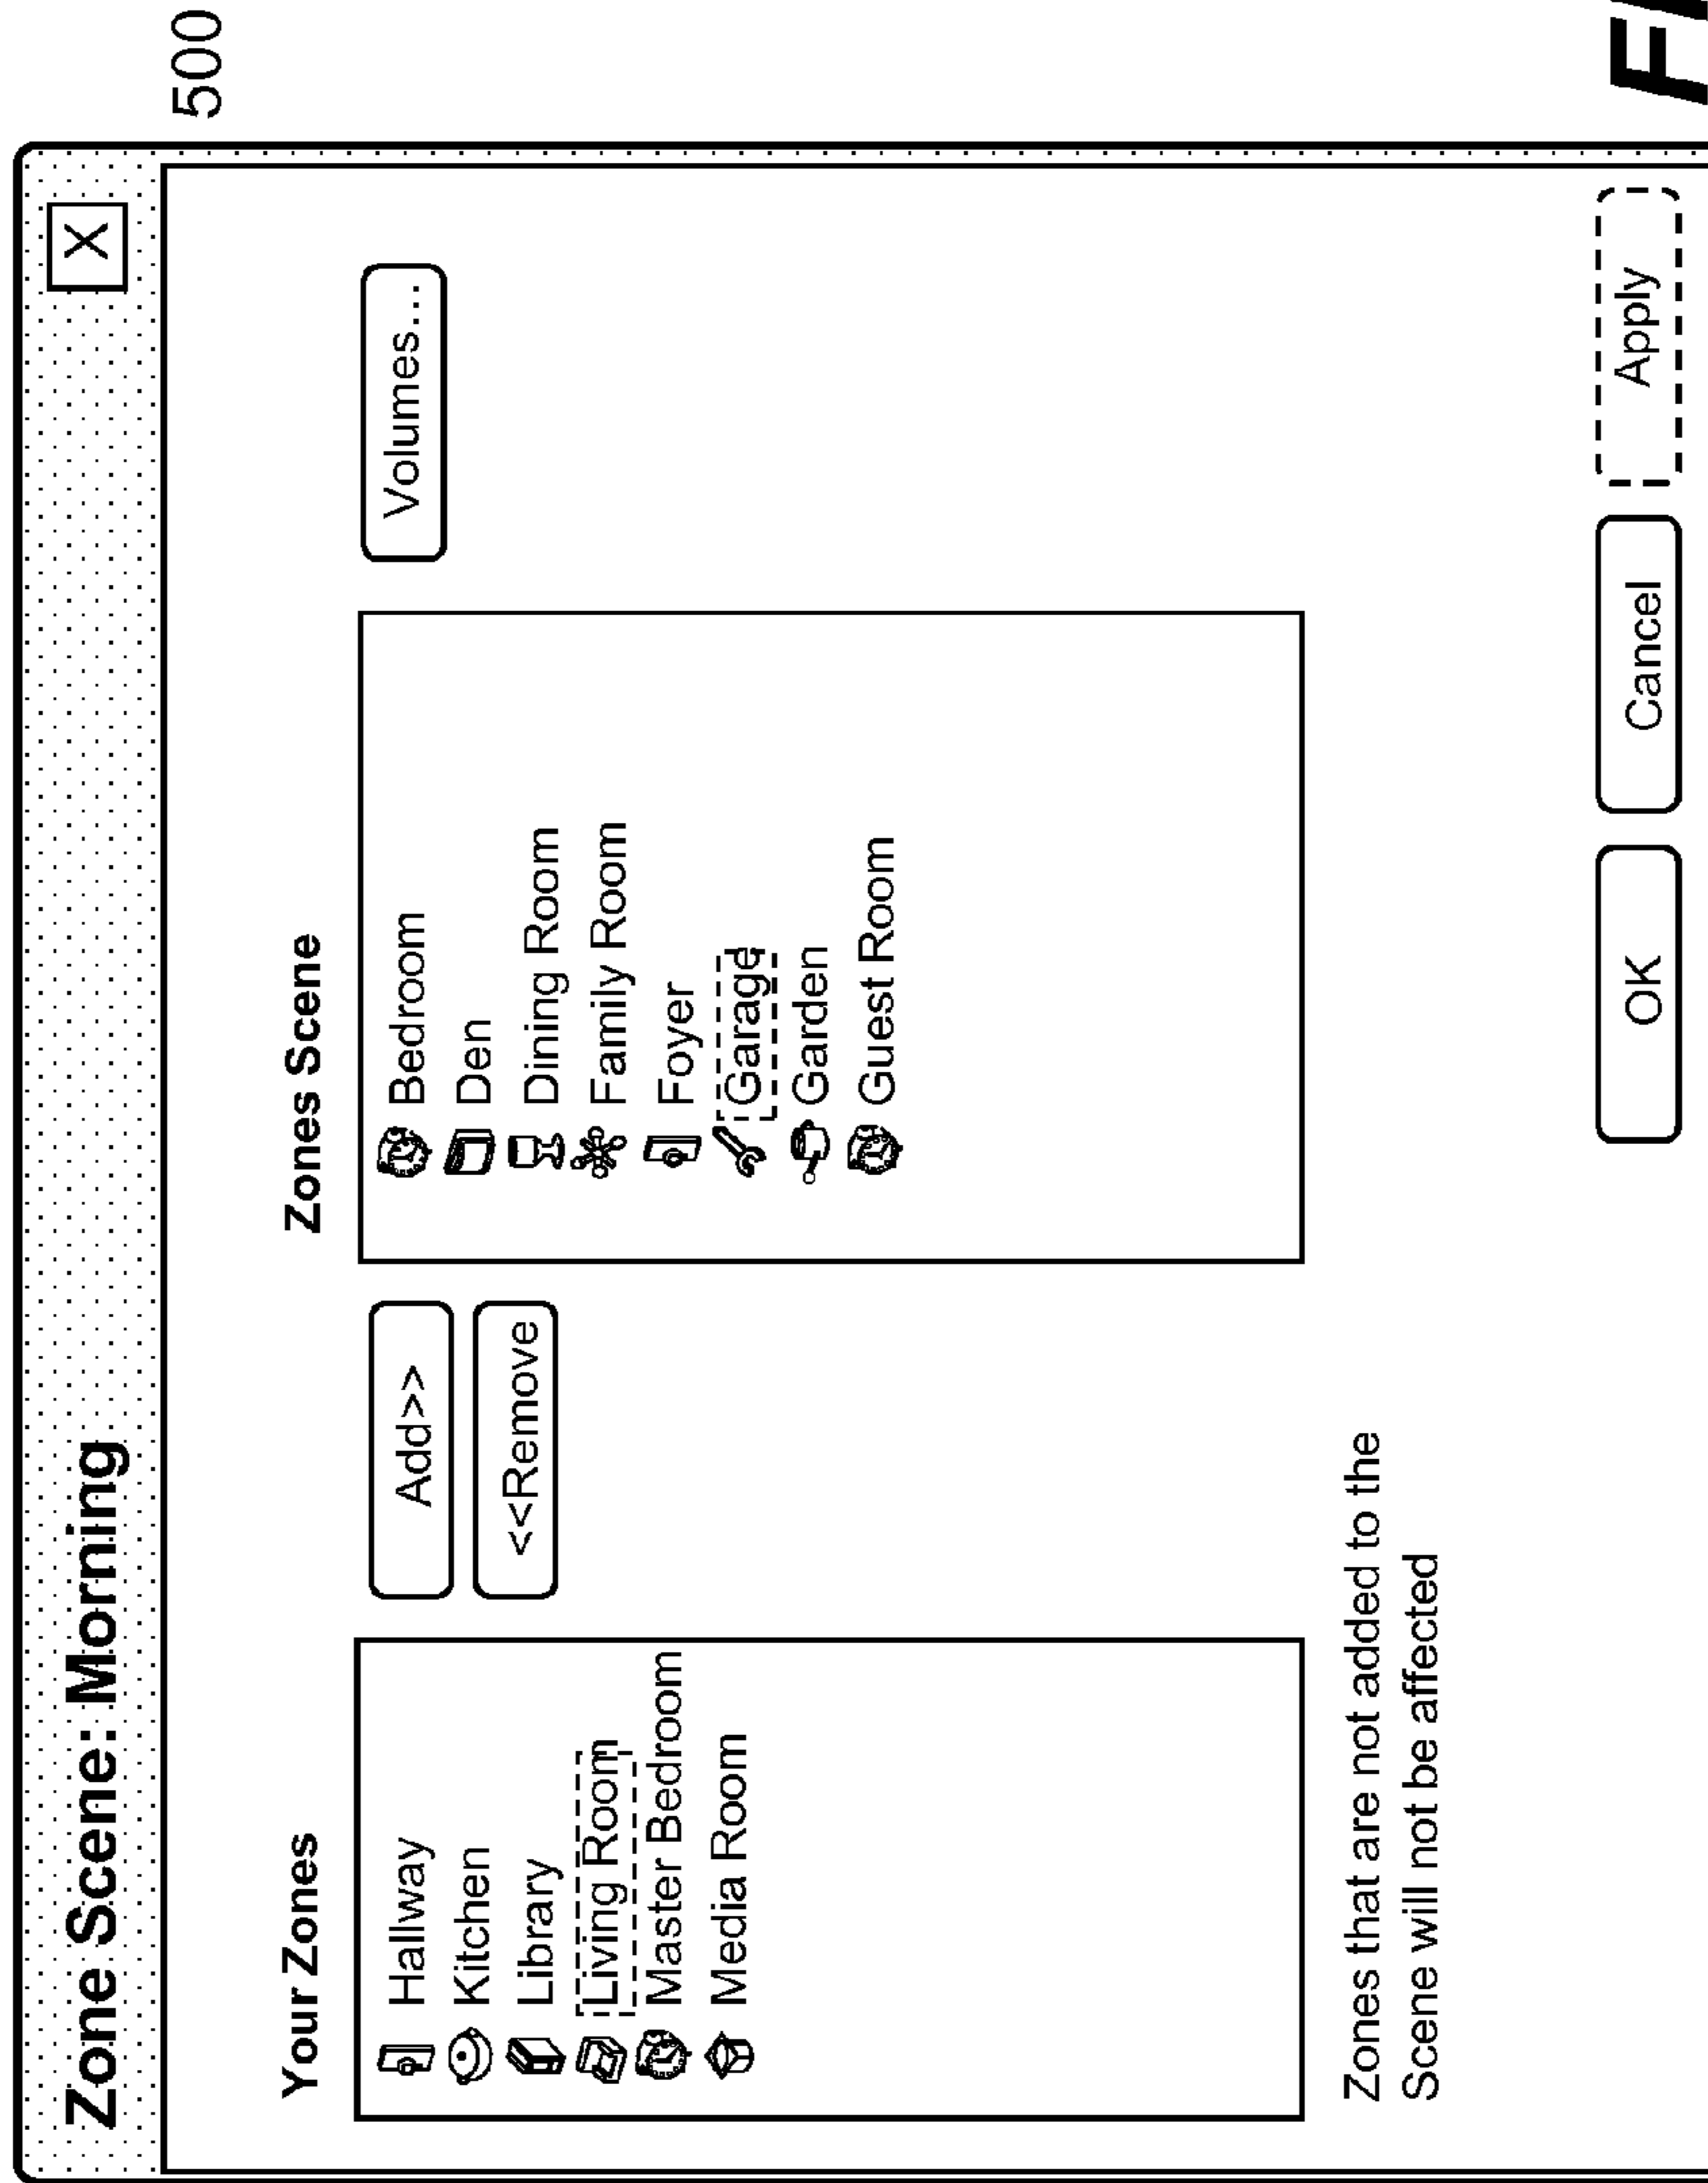 500
Zone Scene: Morning
X
Your Zones
Hallway
Kitchen
Library
Living Room
Master Bedroom
Media Room
Add>>
<<Remove
Zones Scene
Bedroom
Den
Dining Room
Family Room
Foyer
Garage
Garden
Guest Room
Volumes...
Zones that are not added to the
Scene will not be affected
OK
Cancel
Apply